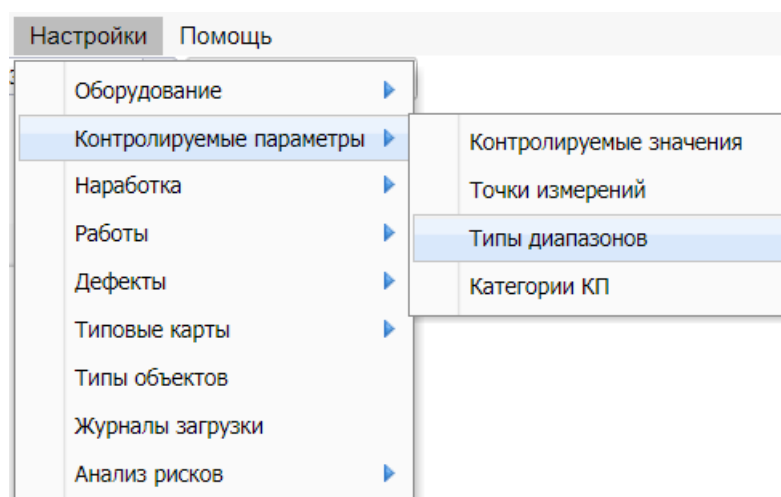 Настройки Помощь
Оборудование
Контролируемые параметры
Контролируемые значения
Наработка
Точки измерений
Работы
Типы диапазонов
Дефекты
Категории КП
Типовые карты
Типы объектов
Журналы загрузки
Анализ рисков